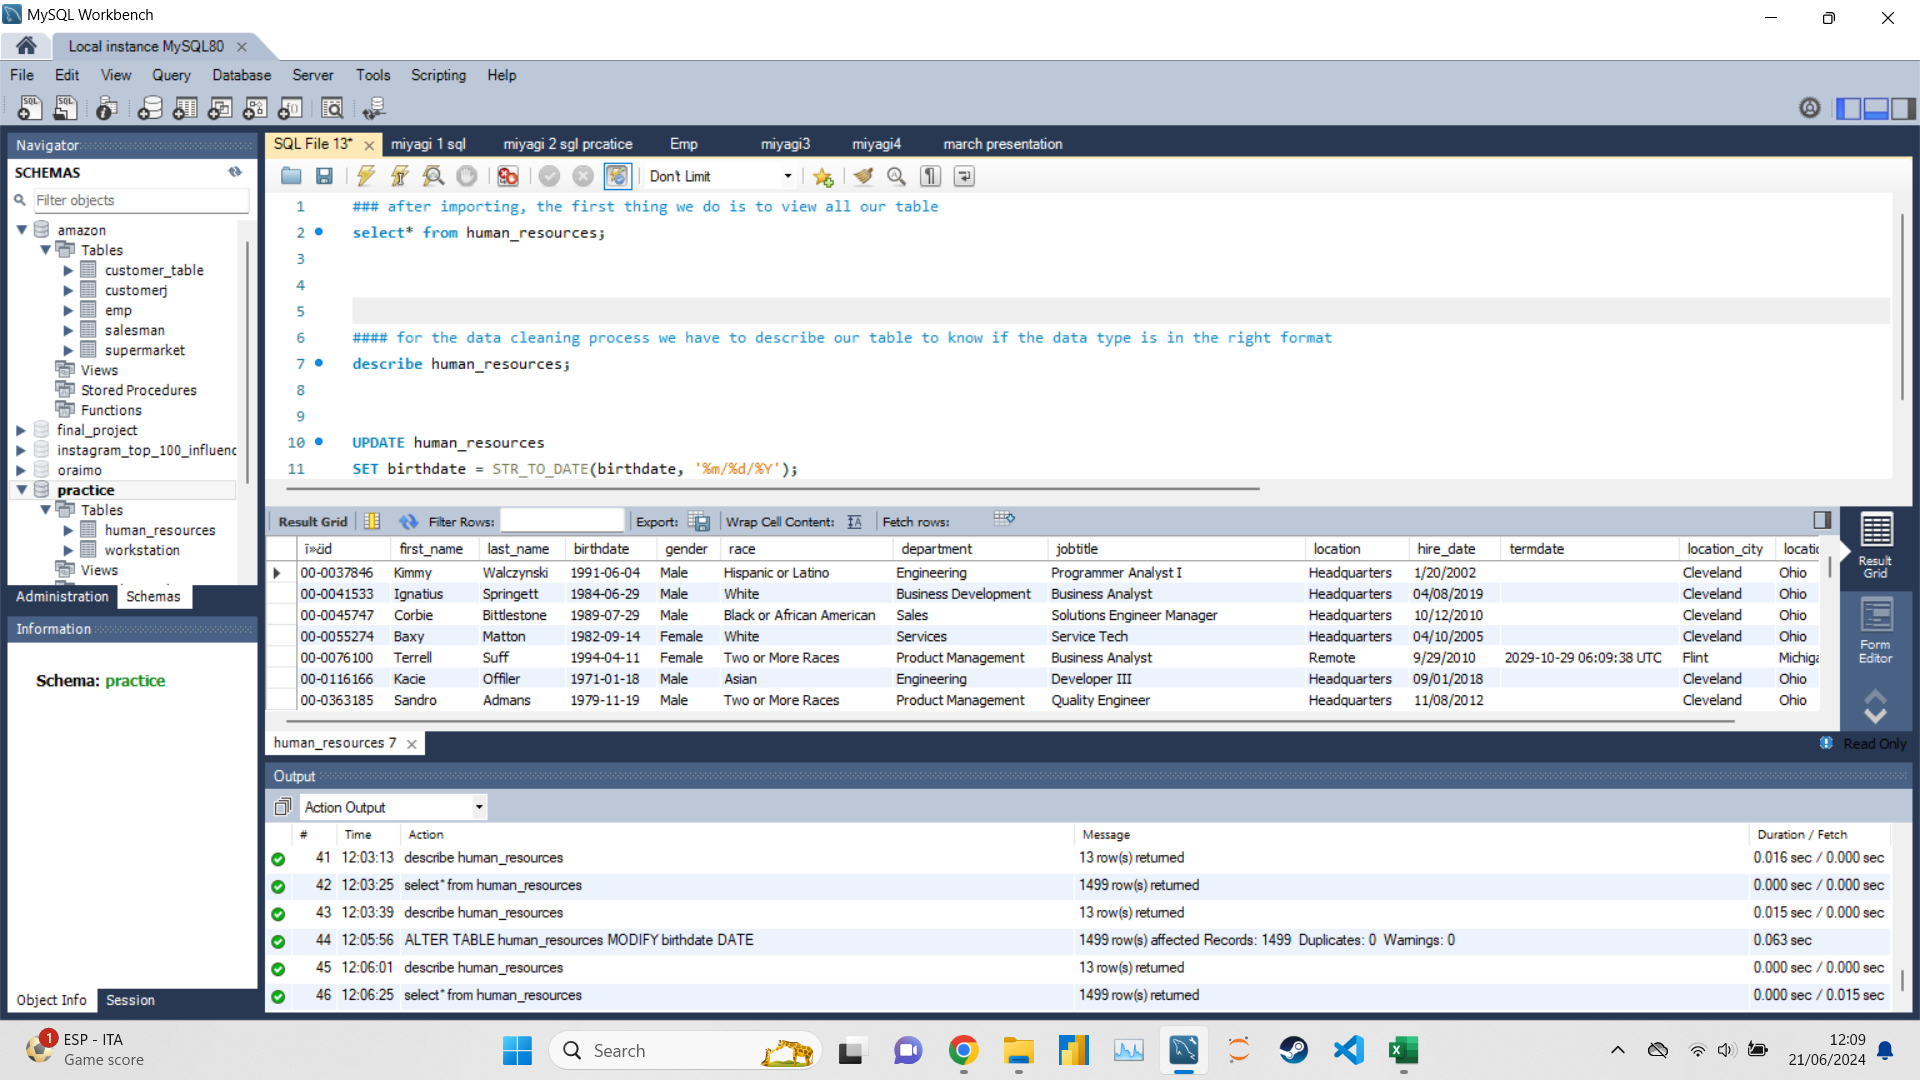 MySQL Workbench
Local instance MySQL80
File Edit View Query Database Server Tools Scripting Help
Navigator
SCHEMAS
Filter objects
amazon
Tables
customer_table
customerj
emp
salesman
supermarket
Views
Stored Procedures
Functions
final_project
instagram_top_100_influenc
oraimo
practice
Tables
human_resources
workstation
Views
Administration Schemas
Information
Schema: practice
Object Info Session
SQL File 13* miyagi 1 sql miyagi 2 sgl prcatice Emp miyagi3 miyagi4 march presentation
Don't Limit
1 ### after importing, the first thing we do is to view all our table
2 select* from human_resources;
3
4
5
6 #### for the data cleaning process we have to describe our table to know if the data type is in the right format
7 describe human_resources;
8
9
10 UPDATE human_resources
11 SET birthdate = STR_TO_DATE(birthdate, '%m/%d/%Y');
Result Grid Filter Rows: Export: Wrap Cell Content: Fetch rows:
ï»¿id first_name last_name birthdate gender race department jobtitle location hire_date termdate location_city locatic
00-0037846 Kimmy Walczynski 1991-06-04 Male Hispanic or Latino Engineering Programmer Analyst I Headquarters 1/20/2002 Cleveland Ohio
00-0041533 Ignatius Springett 1984-06-29 Male White Business Development Business Analyst Headquarters 04/08/2019 Cleveland Ohio
00-0045747 Corbie Bittlestone 1989-07-29 Male Black or African American Sales Solutions Engineer Manager Headquarters 10/12/2010 Cleveland Ohio
00-0055274 Baxy Matton 1982-09-14 Female White Services Service Tech Headquarters 04/10/2005 Cleveland Ohio
00-0076100 Terrell Suff 1994-04-11 Female Two or More Races Product Management Business Analyst Remote 9/29/2010 2029-10-29 06:09:38 UTC Flint Michiga
00-0116166 Kacie Offiler 1971-01-18 Male Asian Engineering Developer III Headquarters 09/01/2018 Cleveland Ohio
00-0363185 Sandro Admans 1979-11-19 Male Two or More Races Product Management Quality Engineer Headquarters 11/08/2012 Cleveland Ohio
Result
Grid
Form
Editor
human_resources 7
Read Only
Output
Action Output
# Time Action Message Duration / Fetch
41 12:03:13 describe human_resources 13 row(s) returned 0.016 sec / 0.000 sec
42 12:03:25 select* from human_resources 1499 row(s) returned 0.000 sec / 0.000 sec
43 12:03:39 describe human_resources 13 row(s) returned 0.015 sec / 0.000 sec
44 12:05:56 ALTER TABLE human_resources MODIFY birthdate DATE 1499 row(s) affected Records: 1499 Duplicates: 0 Warnings: 0 0.063 sec
45 12:06:01 describe human_resources 13 row(s) returned 0.000 sec / 0.000 sec
46 12:06:25 select* from human_resources 1499 row(s) returned 0.000 sec / 0.015 sec
1
ESP - ITA
Game score
Search
12:09
21/06/2024